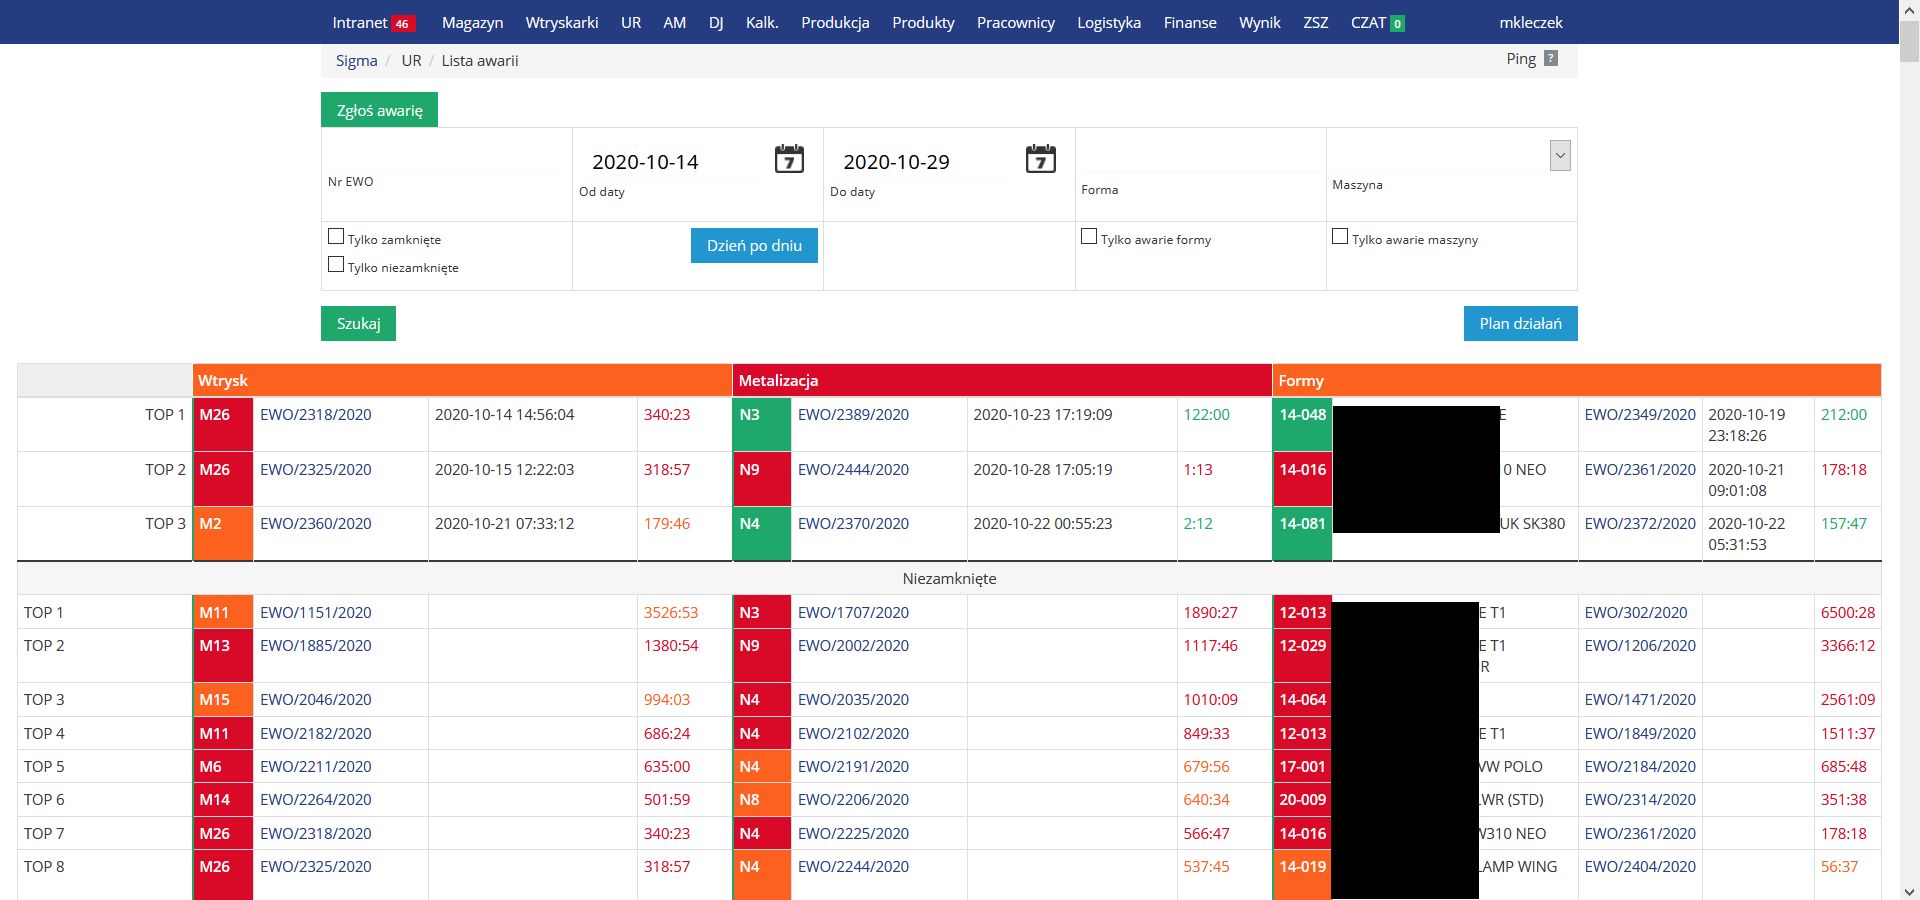 Intranet 46 Magazyn Wtryskarki UR AM DJ Kalk. Produkcja Produkty Pracownicy Logistyka Finanse Wynik ZSZ CZAT 0 mkleczek
Sigma / UR / Lista awarii Ping ?
Zgłoś awarię
2020-10-14 7 2020-10-29 7
Nr EWO Od daty Do daty Forma Maszyna
Tylko zamknięte Dzień po dniu Tylko awarie formy Tylko awarie maszyny
Tylko niezamknięte
Szukaj Plan działań
Wtrysk Metalizacja Formy
TOP 1 M26 EWO/2318/2020 2020-10-14 14:56:04 340:23 N3 EWO/2389/2020 2020-10-23 17:19:09 122:00 14-048 E EWO/2349/2020 2020-10-19 212:00
23:18:26
TOP 2 M26 EWO/2325/2020 2020-10-15 12:22:03 318:57 N9 EWO/2444/2020 2020-10-28 17:05:19 1:13 14-016 0 NEO EWO/2361/2020 2020-10-21 178:18
09:01:08
TOP 3 M2 EWO/2360/2020 2020-10-21 07:33:12 179:46 N4 EWO/2370/2020 2020-10-22 00:55:23 2:12 14-081 UK SK380 EWO/2372/2020 2020-10-22 157:47
05:31:53
Niezamknięte
TOP 1 M11 EWO/1151/2020 3526:53 N3 EWO/1707/2020 1890:27 12-013 E T1 EWO/302/2020 6500:28
TOP 2 M13 EWO/1885/2020 1380:54 N9 EWO/2002/2020 1117:46 12-029 E T1 EWO/1206/2020 3366:12
R
TOP 3 M15 EWO/2046/2020 994:03 N4 EWO/2035/2020 1010:09 14-064 EWO/1471/2020 2561:09
TOP 4 M11 EWO/2182/2020 686:24 N4 EWO/2102/2020 849:33 12-013 E T1 EWO/1849/2020 1511:37
TOP 5 M6 EWO/2211/2020 635:00 N4 EWO/2191/2020 679:56 17-001 VW POLO EWO/2184/2020 685:48
TOP 6 M14 EWO/2264/2020 501:59 N8 EWO/2206/2020 640:34 20-009 WR (STD) EWO/2314/2020 351:38
TOP 7 M26 EWO/2318/2020 340:23 N4 EWO/2225/2020 566:47 14-016 W310 NEO EWO/2361/2020 178:18
TOP 8 M26 EWO/2325/2020 318:57 N4 EWO/2244/2020 537:45 14-019 LAMP WING EWO/2404/2020 56:37